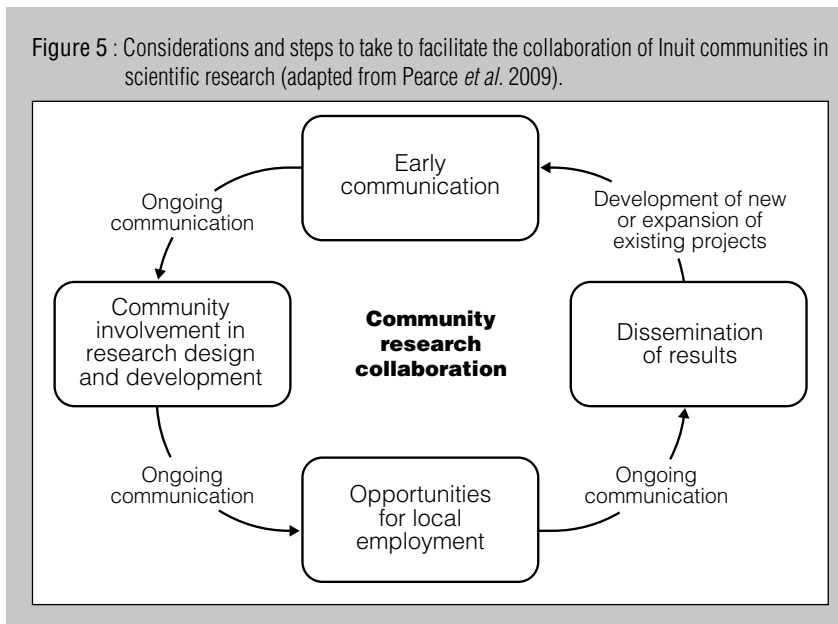 Figure 5 : Considerations and steps to take to facilitate the collaboration of Inuit communities in
scientific research (adapted from Pearce et al. 2009).
Early
communication
Ongoing
communication
Development of new
or expansion of
existing projects
Community
involvement in
research design
and development
Community
research
collaboration
Dissemination
of results
Ongoing
communication
Opportunities
for local
employment
Ongoing
communication